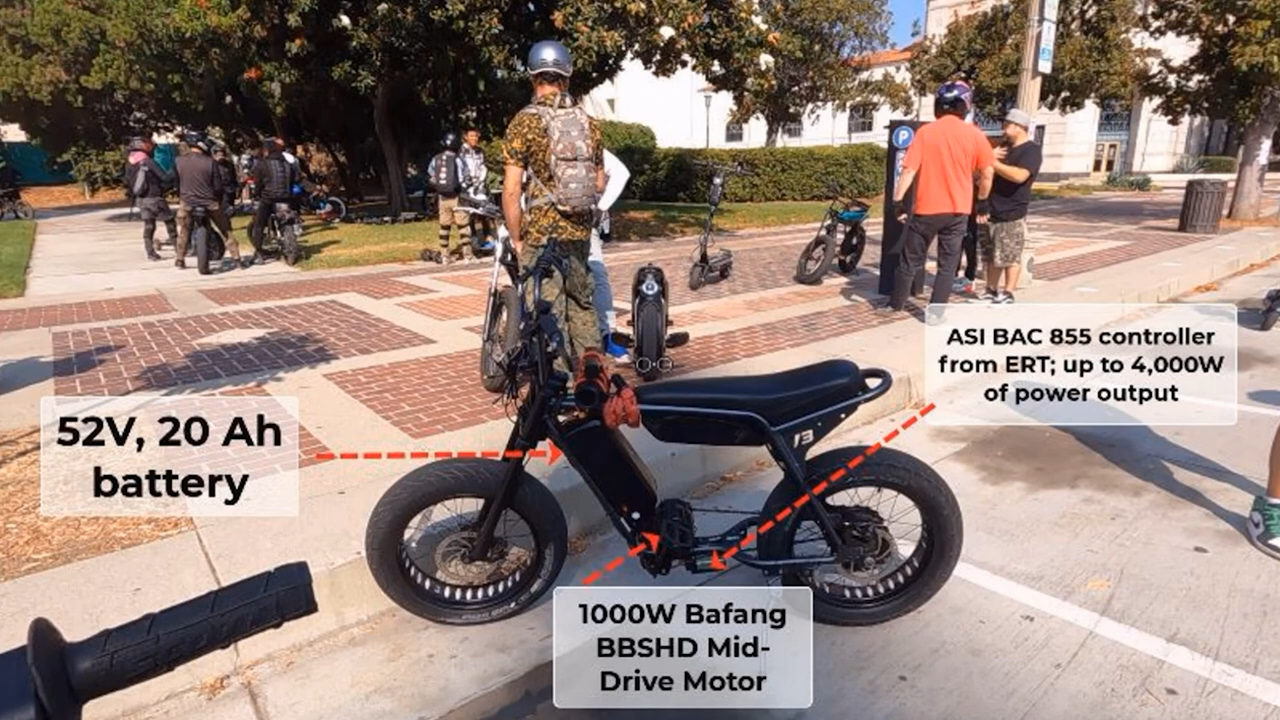 P
ASI BAC 855 controller
from ERT; up to 4,000W
of power output
52V, 20 Ah
battery
13
1000W Bafang
BBSHD Mid-
Drive Motor